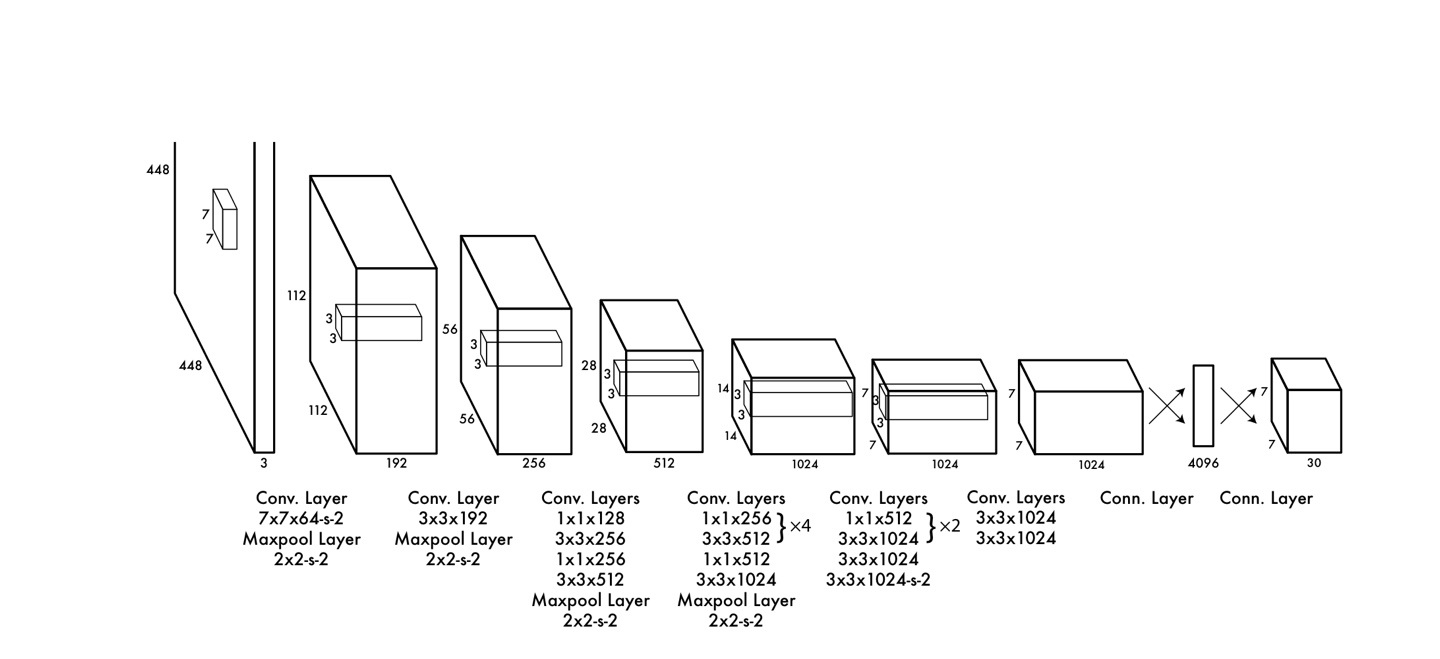 448
7
7
448
3
112
3
3
112
192
56
3
3
56
256
28
3
3
28
512
14
3
3
14
1024
7
3
3
7
1024
7
7
1024
4096
7
7
30
Conv. Layer
7x7x64-s-2
Maxpool Layer
2x2-s-2
Conv. Layer
3x3x192
Maxpool Layer
2x2-s-2
Conv. Layers
1x1x128
3x3x256
1x1x256
3x3x512
Maxpool Layer
2x2-s-2
Conv. Layers
1x1x256
3x3x512 } ×4
1x1x512
3x3x1024
Maxpool Layer
2x2-s-2
Conv. Layers
1x1x512
3x3x1024 } ×2
3x3x1024
3x3x1024-s-2
Conv. Layers
3x3x1024
3x3x1024
Conn. Layer
Conn. Layer